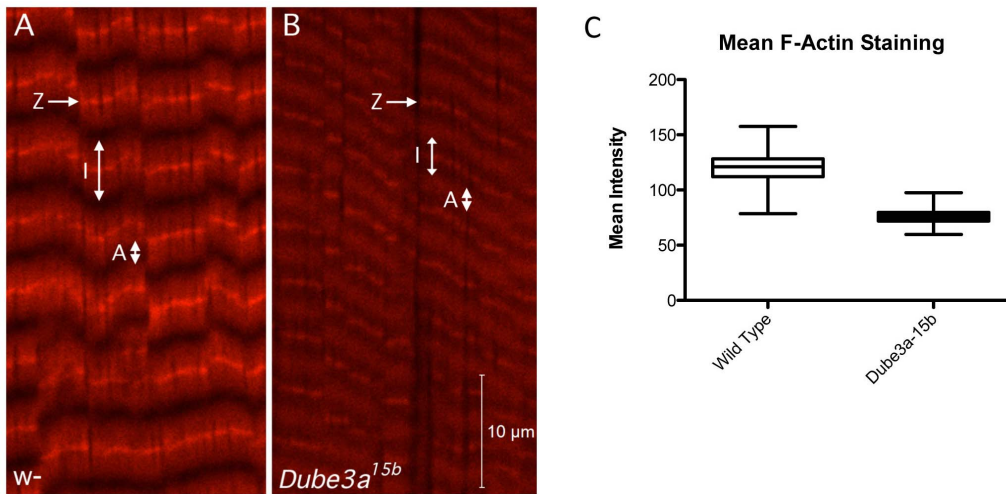 A
Z
I
A
w-
B
Z
I
A
10 µm
Dube3a15b
C
Mean F-Actin Staining
Mean Intensity
200
150
100
50
0
Wild Type
Dube3a-15b